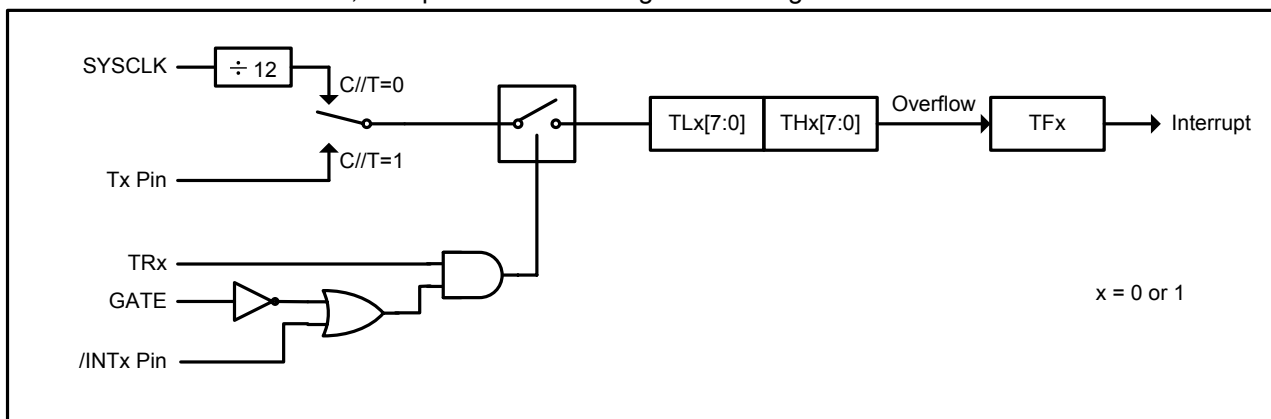 SYSCLK
÷ 12
C//T=0
C//T=1
Tx Pin
TLx[7:0]
THx[7:0]
Overflow
TFx
Interrupt
TRx
GATE
/INTx Pin
x = 0 or 1